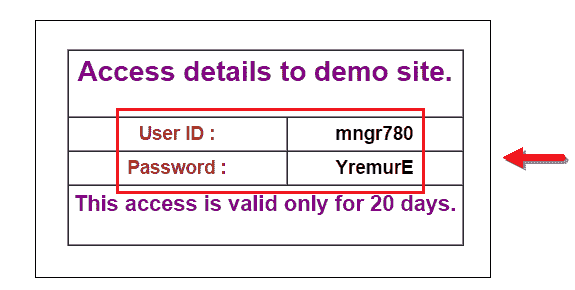 Access details to demo site.
User ID : mngr780
Password : YremurE
This access is valid only for 20 days.